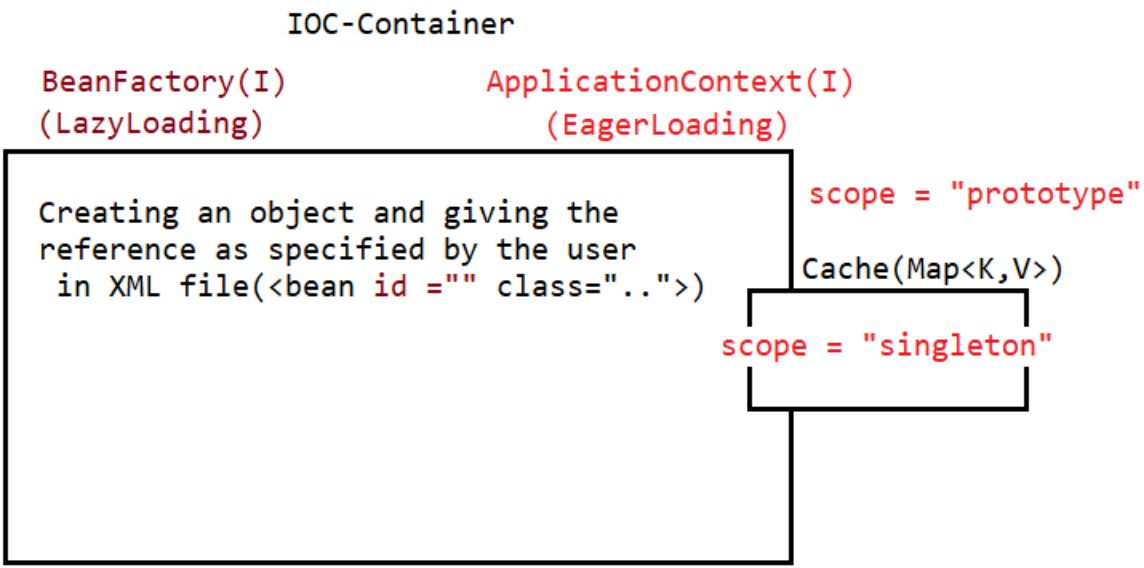 IOC-Container
BeanFactory(I)
ApplicationContext(I)
(LazyLoading)
(EagerLoading)
scope = "prototype"
Creating an object and giving the
reference as specified by the user
in XML file(<bean id ="" class="..">)
Cache(Map<K,V>)
scope = "singleton"